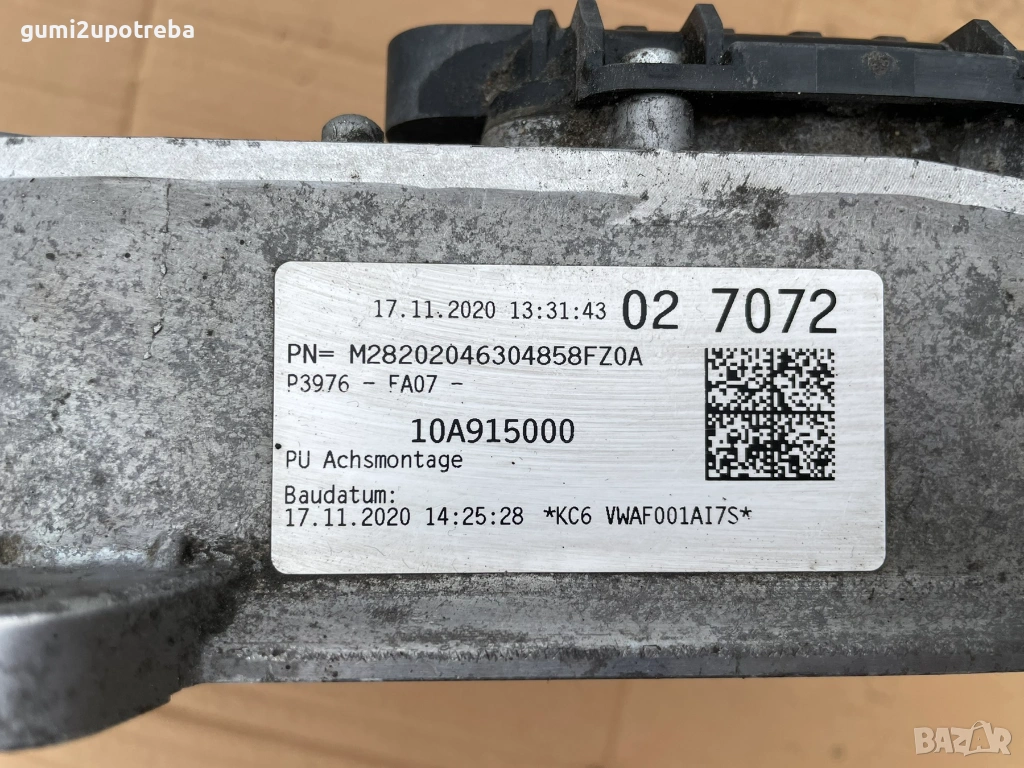 gumi2upotreba
17.11.2020 13:31:43 02 7072
PN= M28202046304858FZ0A
P3976 - FA07 -
10A915000
PU Achsmontage
Baudatum:
17.11.2020 14:25:28 *KC6 VWAF001AI7S*
BAZAR